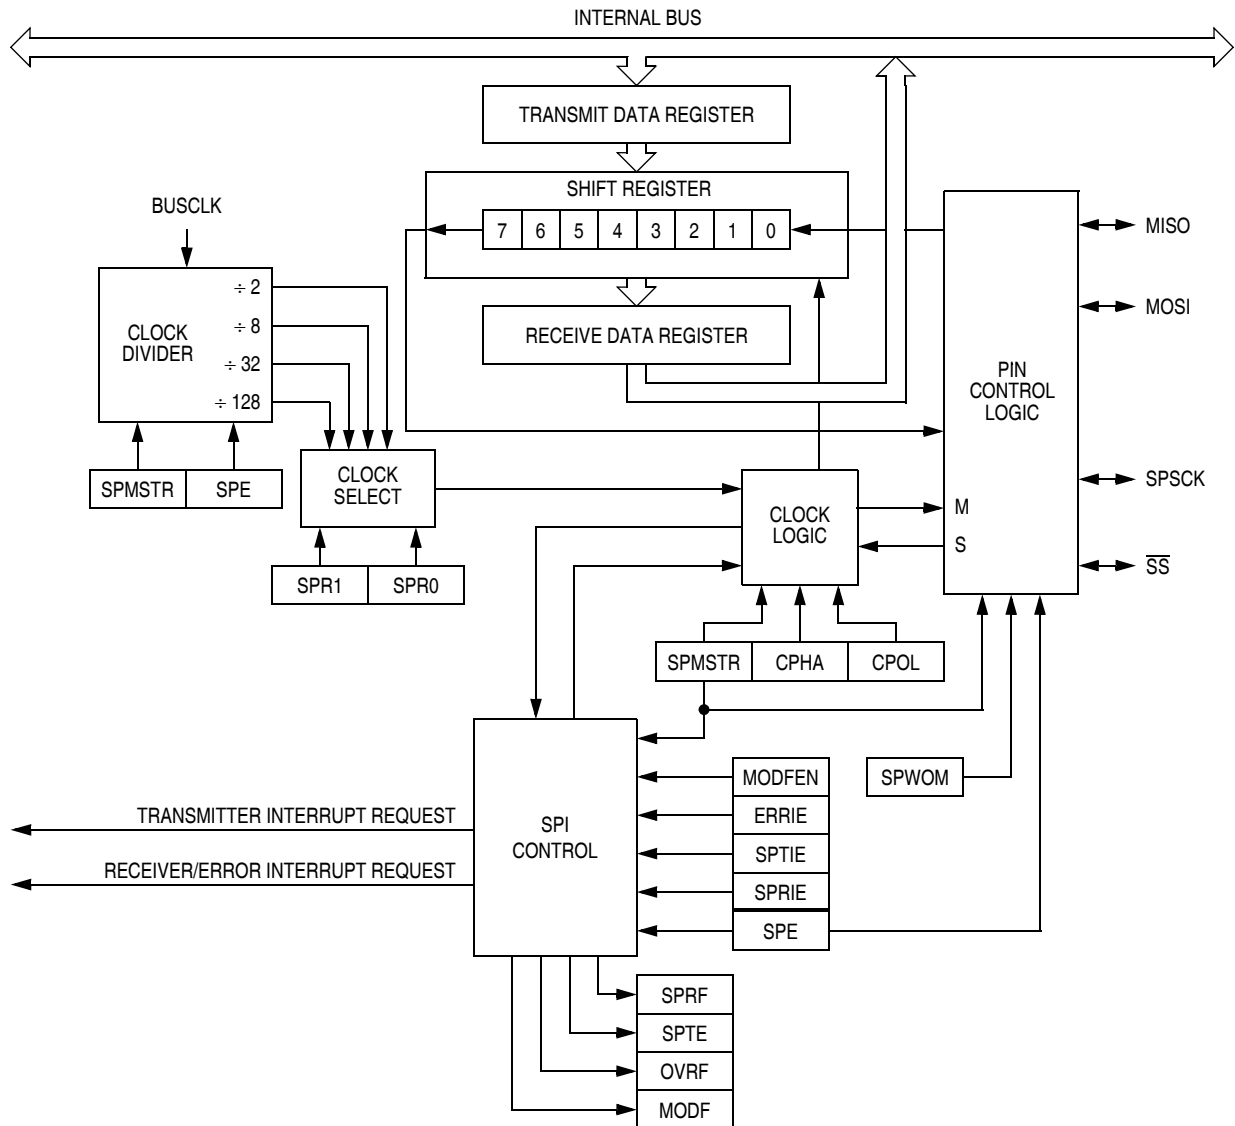 INTERNAL BUS
TRANSMIT DATA REGISTER
SHIFT REGISTER
7 6 5 4 3 2 1 0
RECEIVE DATA REGISTER
BUSCLK
CLOCK
DIVIDER
÷ 2
÷ 8
÷ 32
÷ 128
SPMSTR SPE
CLOCK
SELECT
SPR1 SPR0
CLOCK
LOGIC
PIN
CONTROL
LOGIC
M
S
MISO
MOSI
SPSCK
S̅S̅
SPMSTR CPHA CPOL
SPI
CONTROL
MODFEN
ERRIE
SPTIE
SPRIE
SPE
SPWOM
TRANSMITTER INTERRUPT REQUEST
RECEIVER/ERROR INTERRUPT REQUEST
SPRF
SPTE
OVRF
MODF